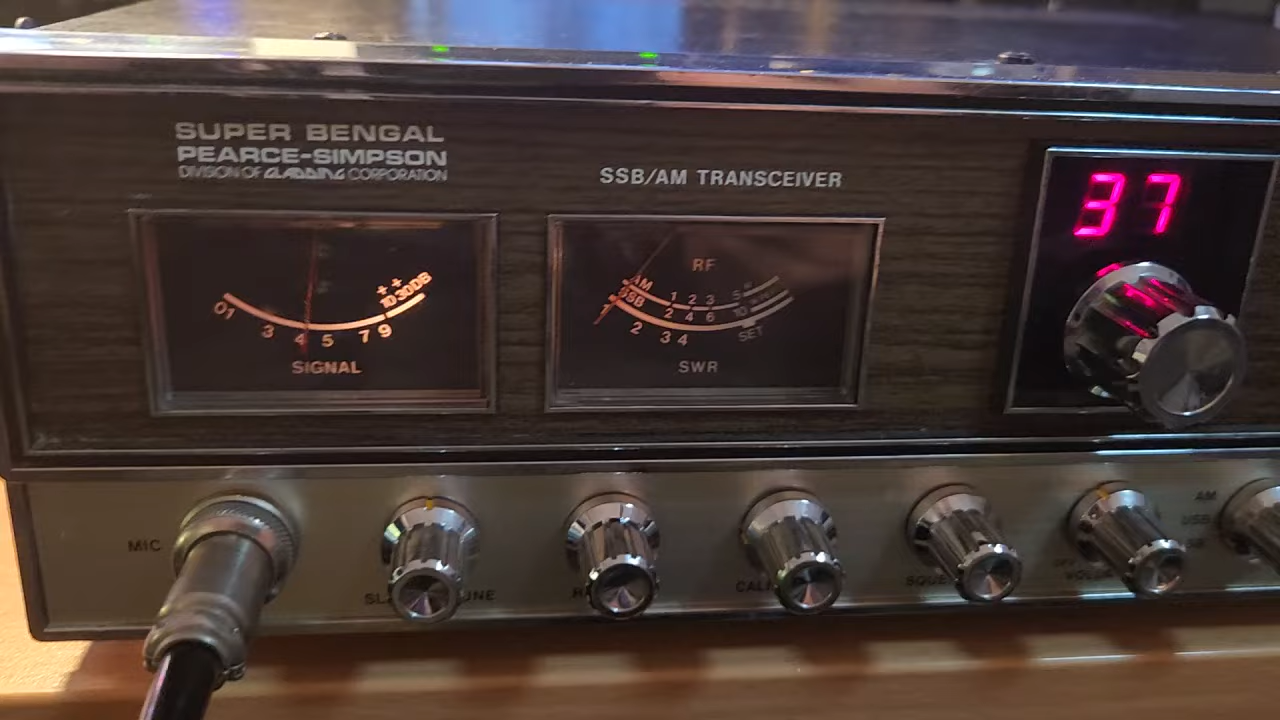 SUPER BENGAL
PEARCE-SIMPSON
DIVISION OF GLADDING CORPORATION
SSB/AM TRANSCEIVER
37
01 3 4 5 7 9 ++ 10 30DB
SIGNAL
RF
AM 1 2 3 5
SSB 2 4 6 10
1 2 3 4 SET
SWR
MIC
AM
USB